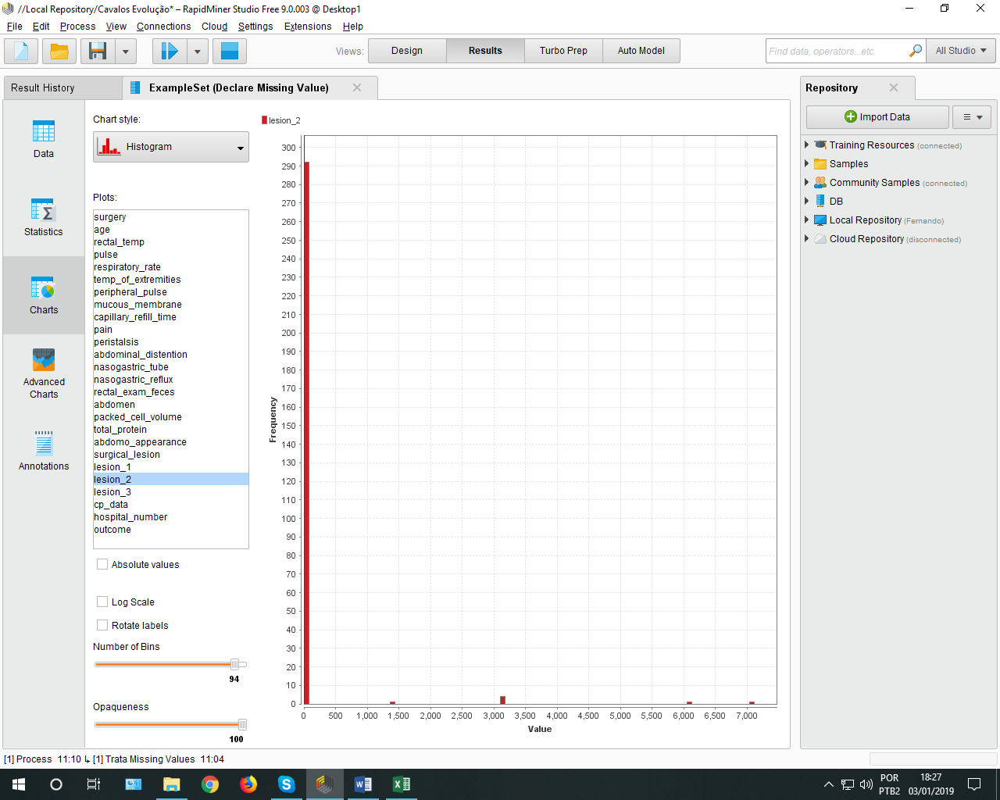 //Local Repository/Cavalos Evolução* – RapidMiner Studio Free 9.0.003 @ Desktop1
File Edit Process View Connections Cloud Settings Extensions Help
Views: Design Results Turbo Prep Auto Model
Find data, operators...etc
All Studio
Result History
ExampleSet (Declare Missing Value)
Data
Statistics
Charts
Advanced
Charts
Annotations
Chart style:
Histogram
Plots:
surgery
age
rectal_temp
pulse
respiratory_rate
temp_of_extremities
peripheral_pulse
mucous_membrane
capillary_refill_time
pain
peristalsis
abdominal_distention
nasogastric_tube
nasogastric_reflux
rectal_exam_feces
abdomen
packed_cell_volume
total_protein
abdomo_appearance
surgical_lesion
lesion_1
lesion_2
lesion_3
cp_data
hospital_number
outcome
Absolute values
Log Scale
Rotate labels
Number of Bins
94
Opaqueness
100
lesion_2
300
290
280
270
260
250
240
230
220
210
200
190
180
170
160
150
140
130
120
110
100
90
80
70
60
50
40
30
20
10
0
Frequency
0 500 1,000 1,500 2,000 2,500 3,000 3,500 4,000 4,500 5,000 5,500 6,000 6,500 7,000
Value
Repository
Import Data
Training Resources (connected)
Samples
Community Samples (connected)
DB
Local Repository (Fernando)
Cloud Repository (disconnected)
[1] Process 11:10 ↳ [1] Trata Missing Values 11:04
POR
PTB2
18:27
03/01/2019